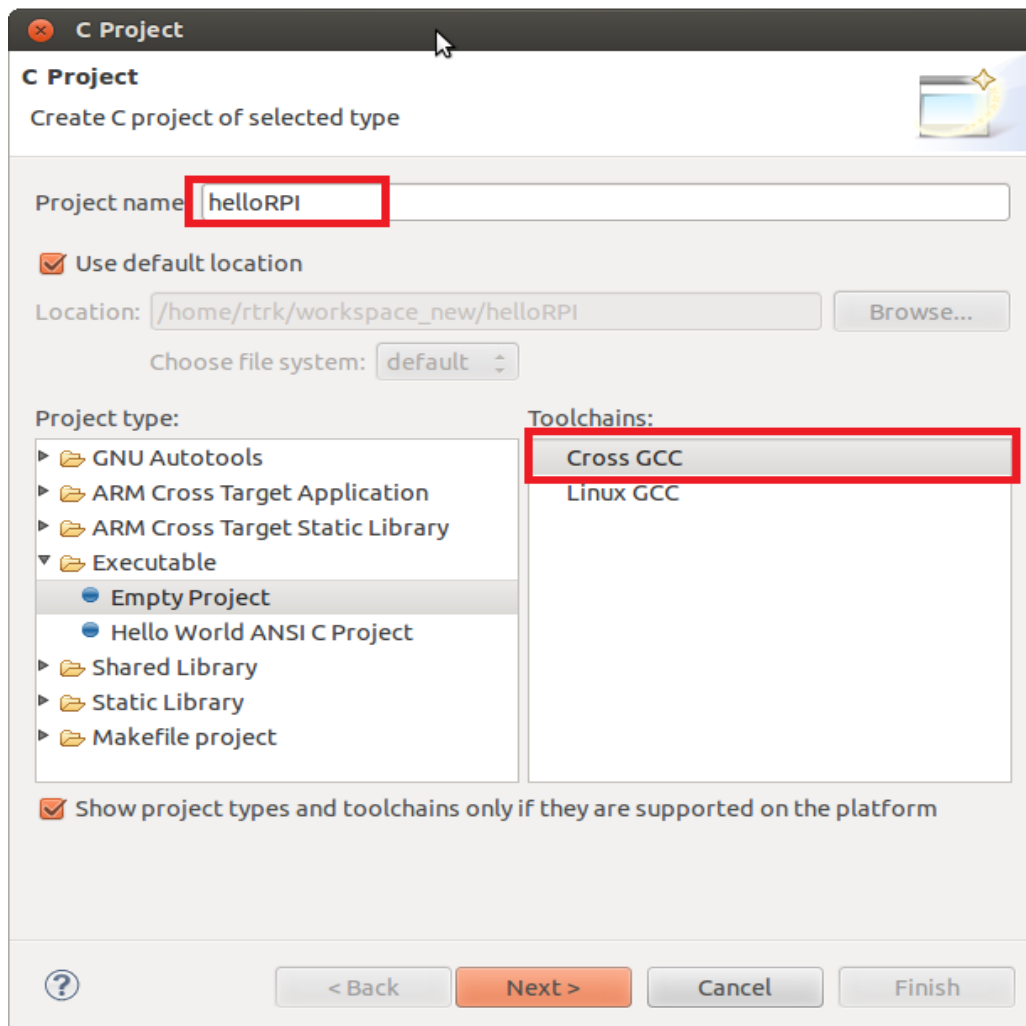 C Project
C Project
Create C project of selected type
Project name helloRPI
Use default location
Location: /home/rtrk/workspace_new/helloRPI Browse...
Choose file system: default
Project type: Toolchains:
GNU Autotools Cross GCC
ARM Cross Target Application Linux GCC
ARM Cross Target Static Library
Executable
Empty Project
Hello World ANSI C Project
Shared Library
Static Library
Makefile project
Show project types and toolchains only if they are supported on the platform
? < Back Next > Cancel Finish